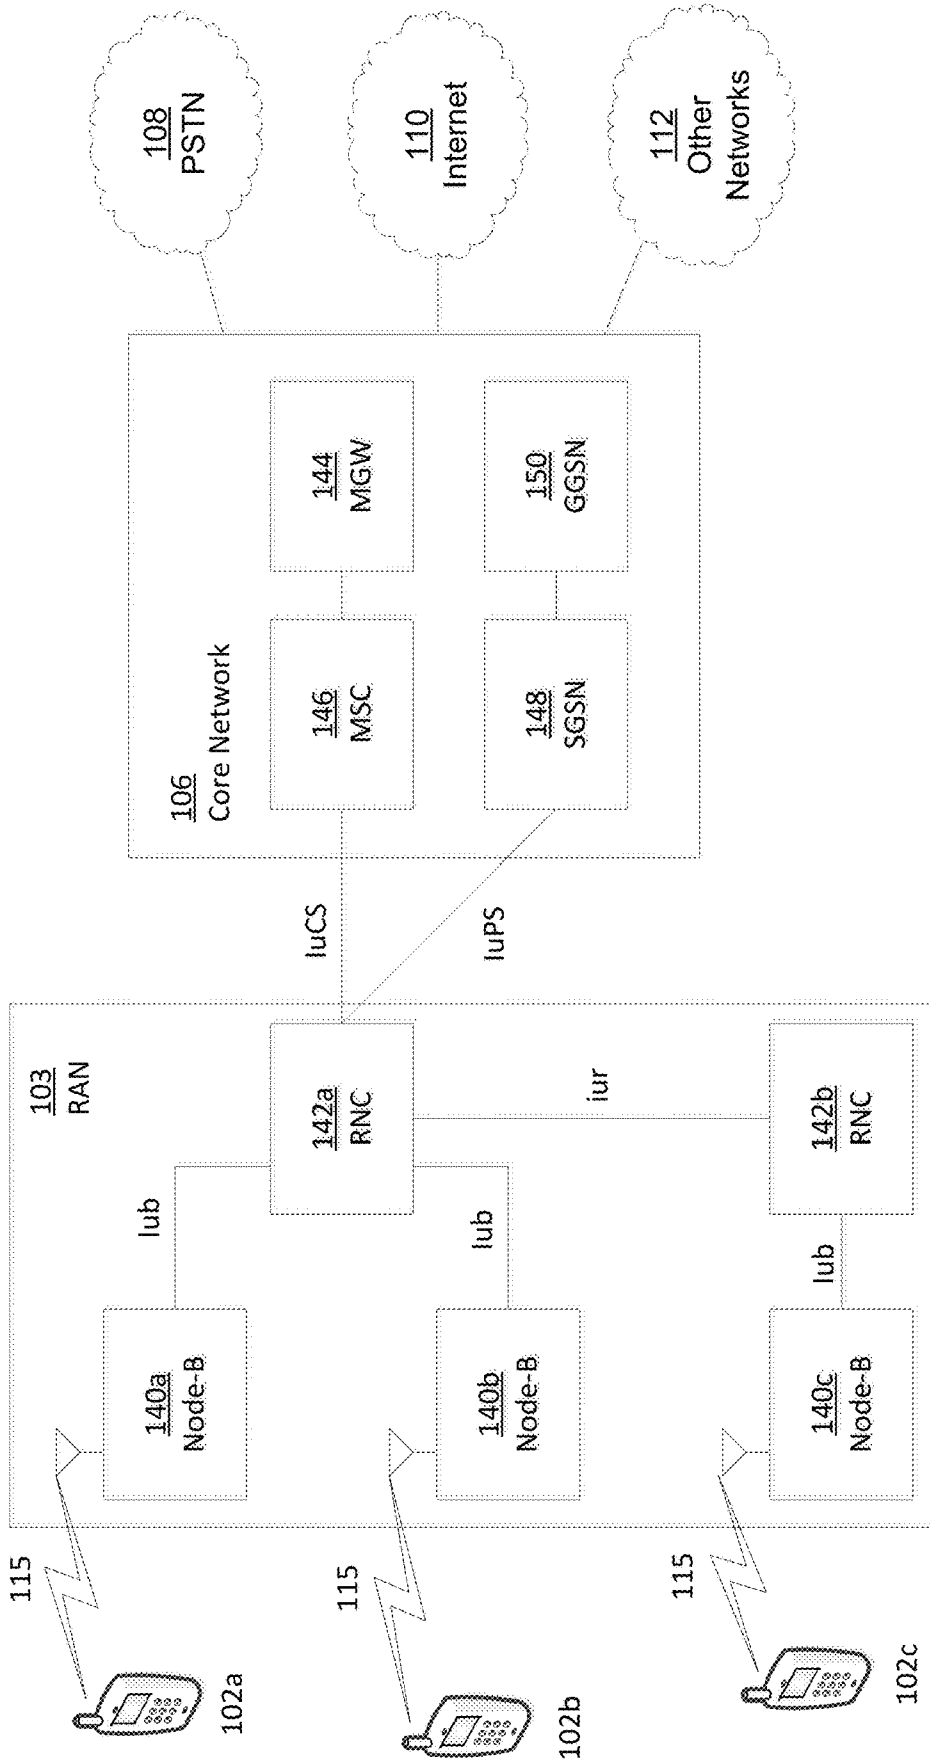 102a
115
140a
Node-B
Iub
103
RAN
102b
115
140b
Node-B
Iub
142a
RNC
102c
115
140c
Node-B
Iub
142b
RNC
iur
IuCS
IuPS
106
Core Network
146
MSC
144
MGW
148
SGSN
150
GGSN
108
PSTN
110
Internet
112
Other
Networks